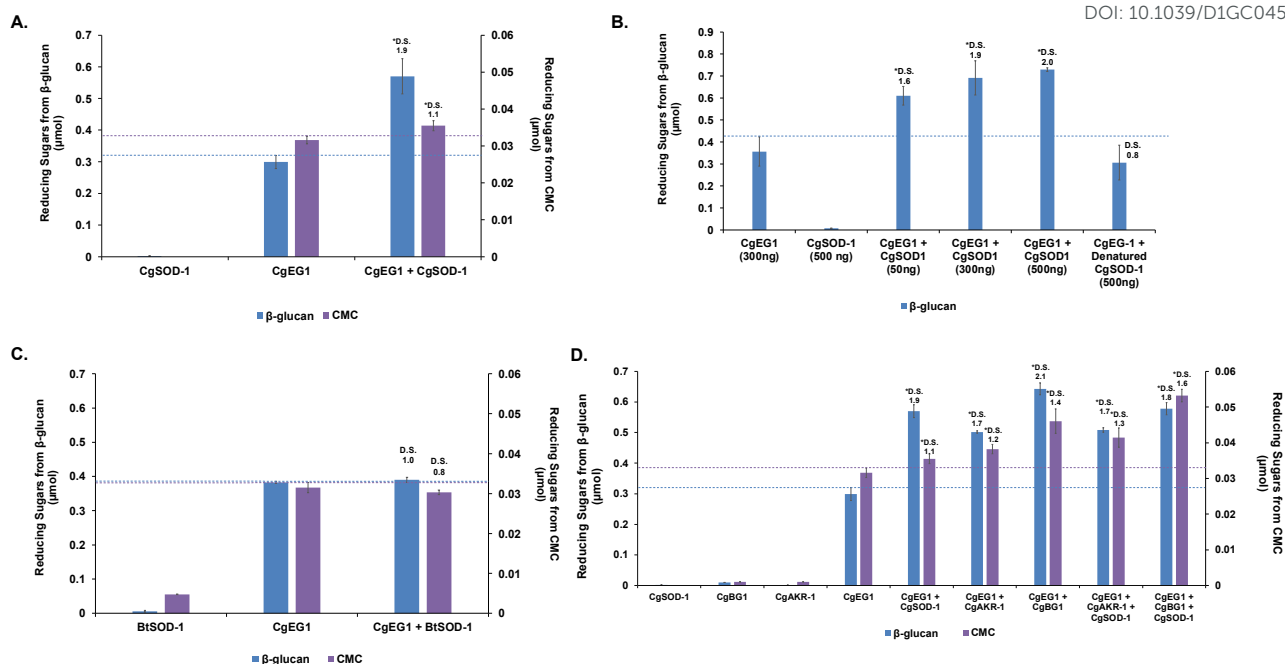 DOI: 10.1039/D1GC045
A.
Reducing Sugars from β-glucan
(µmol)
0.7
0.6
0.5
0.4
0.3
0.2
0.1
0
*D.S.
1.9
*D.S.
1.1
0.06
0.05
0.04
0.03
0.02
0.01
0
Reducing Sugars from CMC
(µmol)
CgSOD-1
CgEG1
CgEG1 + CgSOD-1
β-glucan
CMC
B.
Reducing Sugars from β-glucan
(µmol)
0.9
0.8
0.7
0.6
0.5
0.4
0.3
0.2
0.1
0
*D.S.
1.6
*D.S.
1.9
*D.S.
2.0
D.S.
0.8
CgEG1
(300ng)
CgSOD-1
(500 ng)
CgEG1 +
CgSOD1
(50ng)
CgEG1 +
CgSOD1
(300ng)
CgEG1 +
CgSOD1
(500ng)
CgEG-1 +
Denatured
CgSOD-1
(500ng)
β-glucan
C.
Reducing Sugars from β-glucan
(µmol)
0.7
0.6
0.5
0.4
0.3
0.2
0.1
0
D.S.
1.0
D.S.
0.8
0.06
0.05
0.04
0.03
0.02
0.01
0
Reducing Sugars from CMC
(µmol)
BtSOD-1
CgEG1
CgEG1 + BtSOD-1
β-glucan
CMC
D.
Reducing Sugars from β-glucan
(µmol)
0.7
0.6
0.5
0.4
0.3
0.2
0.1
0
*D.S.
1.9
*D.S.
1.1
*D.S.
1.7
*D.S.
1.2
*D.S.
2.1
*D.S.
1.4
*D.S.
1.7
*D.S.
1.3
*D.S.
1.8
*D.S.
1.6
0.06
0.05
0.04
0.03
0.02
0.01
0
Reducing Sugars from CMC
(µmol)
CgSOD-1
CgBG1
CgAKR-1
CgEG1
CgEG1 +
CgSOD-1
CgEG1 +
CgAKR-1
CgEG1 +
CgBG1
CgEG1 +
CgAKR-1 +
CgSOD-1
CgEG1 +
CgBG1 +
CgSOD-1
β-glucan
CMC